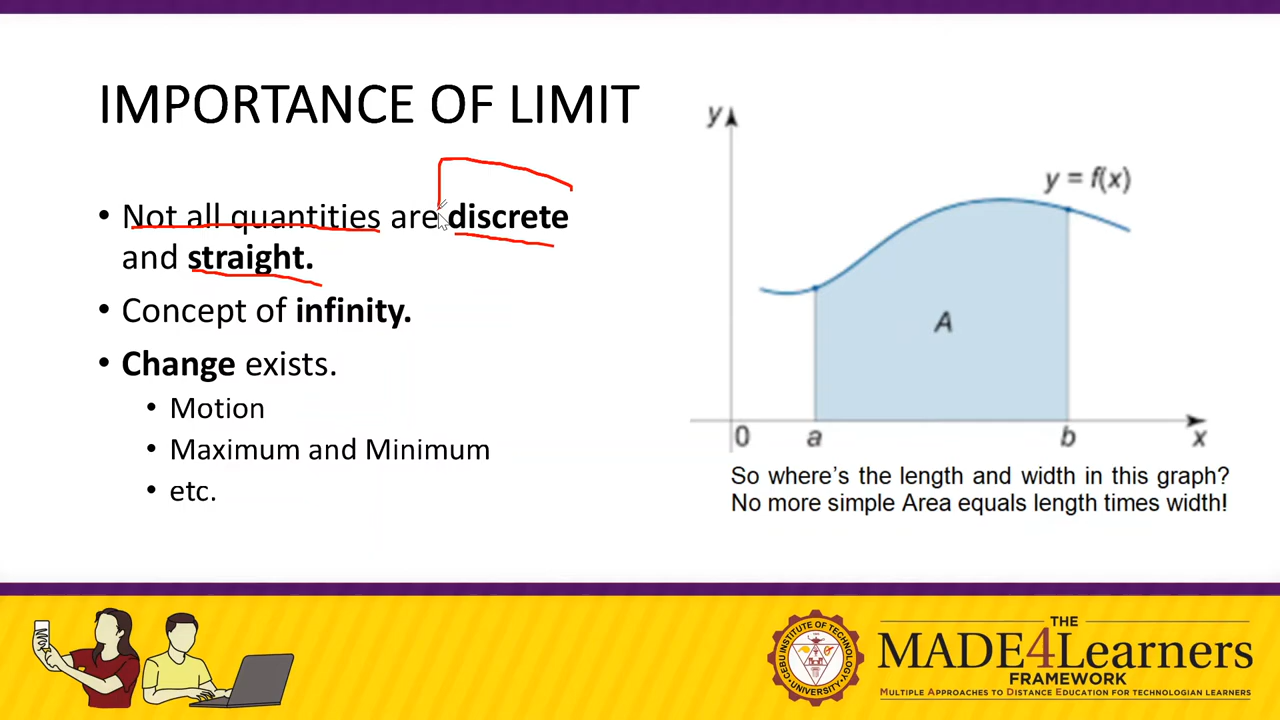 IMPORTANCE OF LIMIT
• Not all quantities are discrete
and straight.
• Concept of infinity.
• Change exists.
• Motion
• Maximum and Minimum
• etc.
y
y = f(x)
A
0
a
b
x
So where's the length and width in this graph?
No more simple Area equals length times width!
CEBU INSTITUTE OF TECHNOLOGY
UNIVERSITY
THE
MADE4Learners
FRAMEWORK
MULTIPLE APPROACHES TO DISTANCE EDUCATION FOR TECHNOLOGIAN LEARNERS